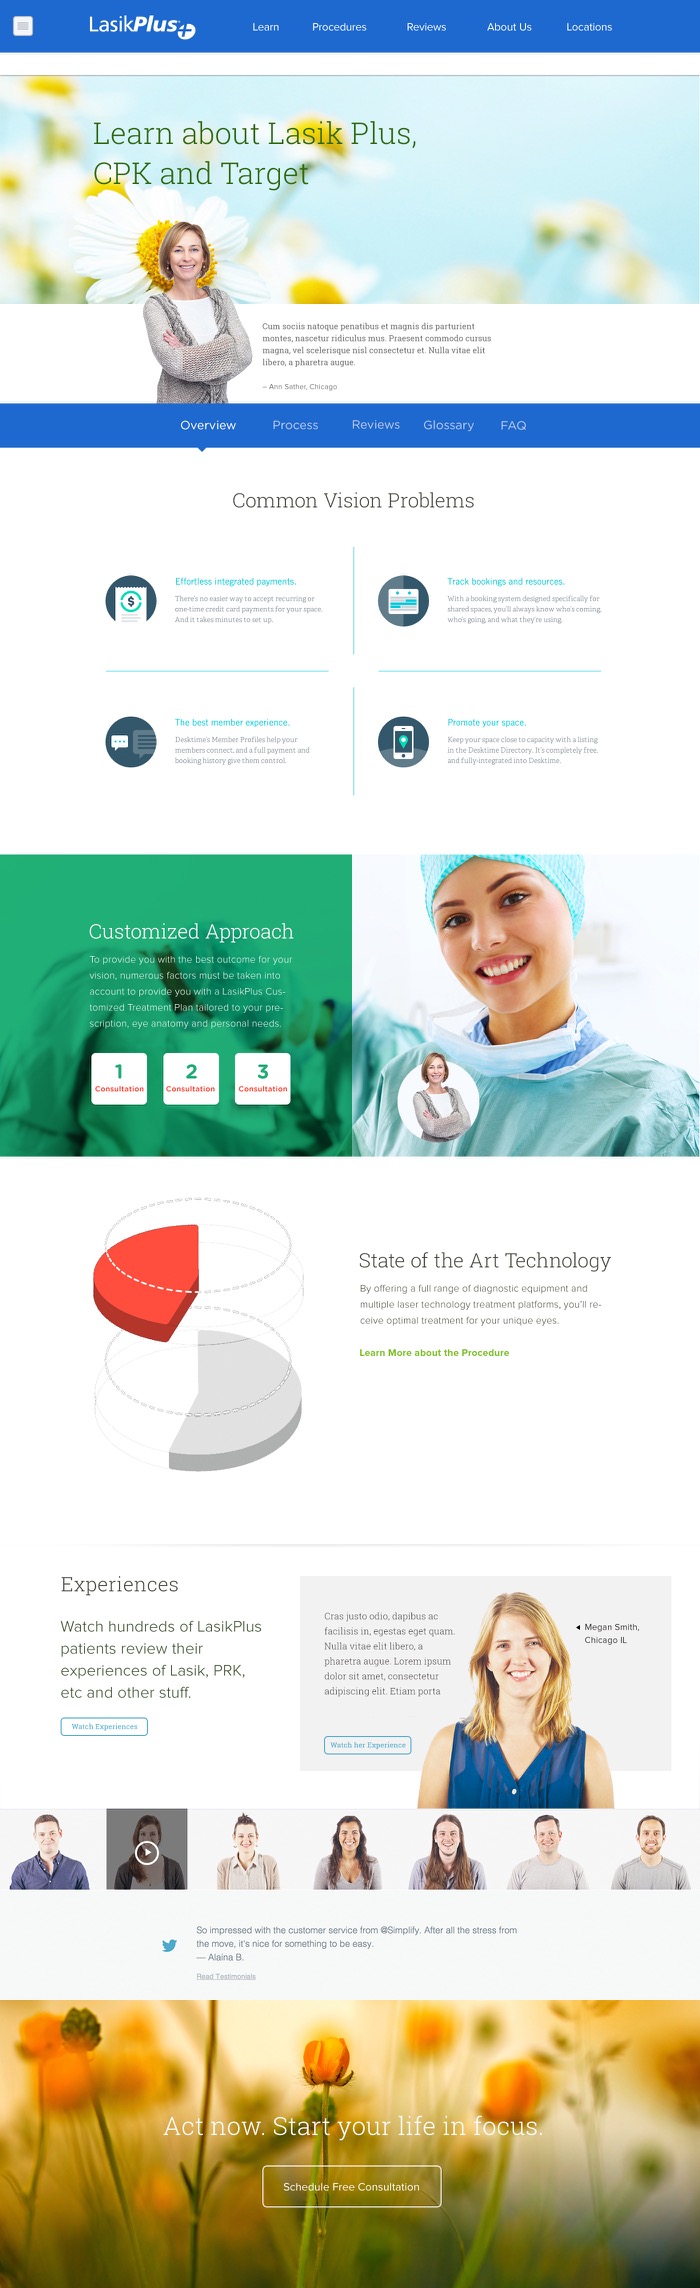 LasikPlus
Learn
Procedures
Reviews
About Us
Locations
Learn about Lasik Plus,
CPK and Target
Cum sociis natoque penatibus et magnis dis parturient
montes, nascetur ridiculus mus. Praesent commodo cursus
magna, vel scelerisque nisl consectetur et. Nulla vitae elit
libero, a pharetra augue.
– Ann Sather, Chicago
Overview
Process
Reviews
Glossary
FAQ
Common Vision Problems
Effortless integrated payments.
There's no easier way to accept recurring or
one-time credit card payments for your space.
And it takes minutes to set up.
Track bookings and resources.
With a booking system designed specifically for
shared spaces, you'll always know who's coming,
who's going, and what they're using.
The best member experience.
Desktime's Member Profiles help your
members connect, and a full payment and
booking history give them control.
Promote your space.
Keep your space close to capacity with a listing
in the Desktime Directory. It's completely free,
and fully-integrated into Desktime.
Customized Approach
To provide you with the best outcome for your
vision, numerous factors must be taken into
account to provide you with a LasikPlus Cus-
tomized Treatment Plan tailored to your pre-
scription, eye anatomy and personal needs.
1
Consultation
2
Consultation
3
Consultation
State of the Art Technology
By offering a full range of diagnostic equipment and
multiple laser technology treatment platforms, you'll re-
ceive optimal treatment for your unique eyes.
Learn More about the Procedure
Experiences
Watch hundreds of LasikPlus
patients review their
experiences of Lasik, PRK,
etc and other stuff.
Watch Experiences
Cras justo odio, dapibus ac
facilisis in, egestas eget quam.
Nulla vitae elit libero, a
pharetra augue. Lorem ipsum
dolor sit amet, consectetur
adipiscing elit. Etiam porta
Watch her Experience
Megan Smith,
Chicago IL
So impressed with the customer service from @Simplify. After all the stress from
the move, it's nice for something to be easy.
— Alaina B.
Read Testimonials
Act now. Start your life in focus.
Schedule Free Consultation